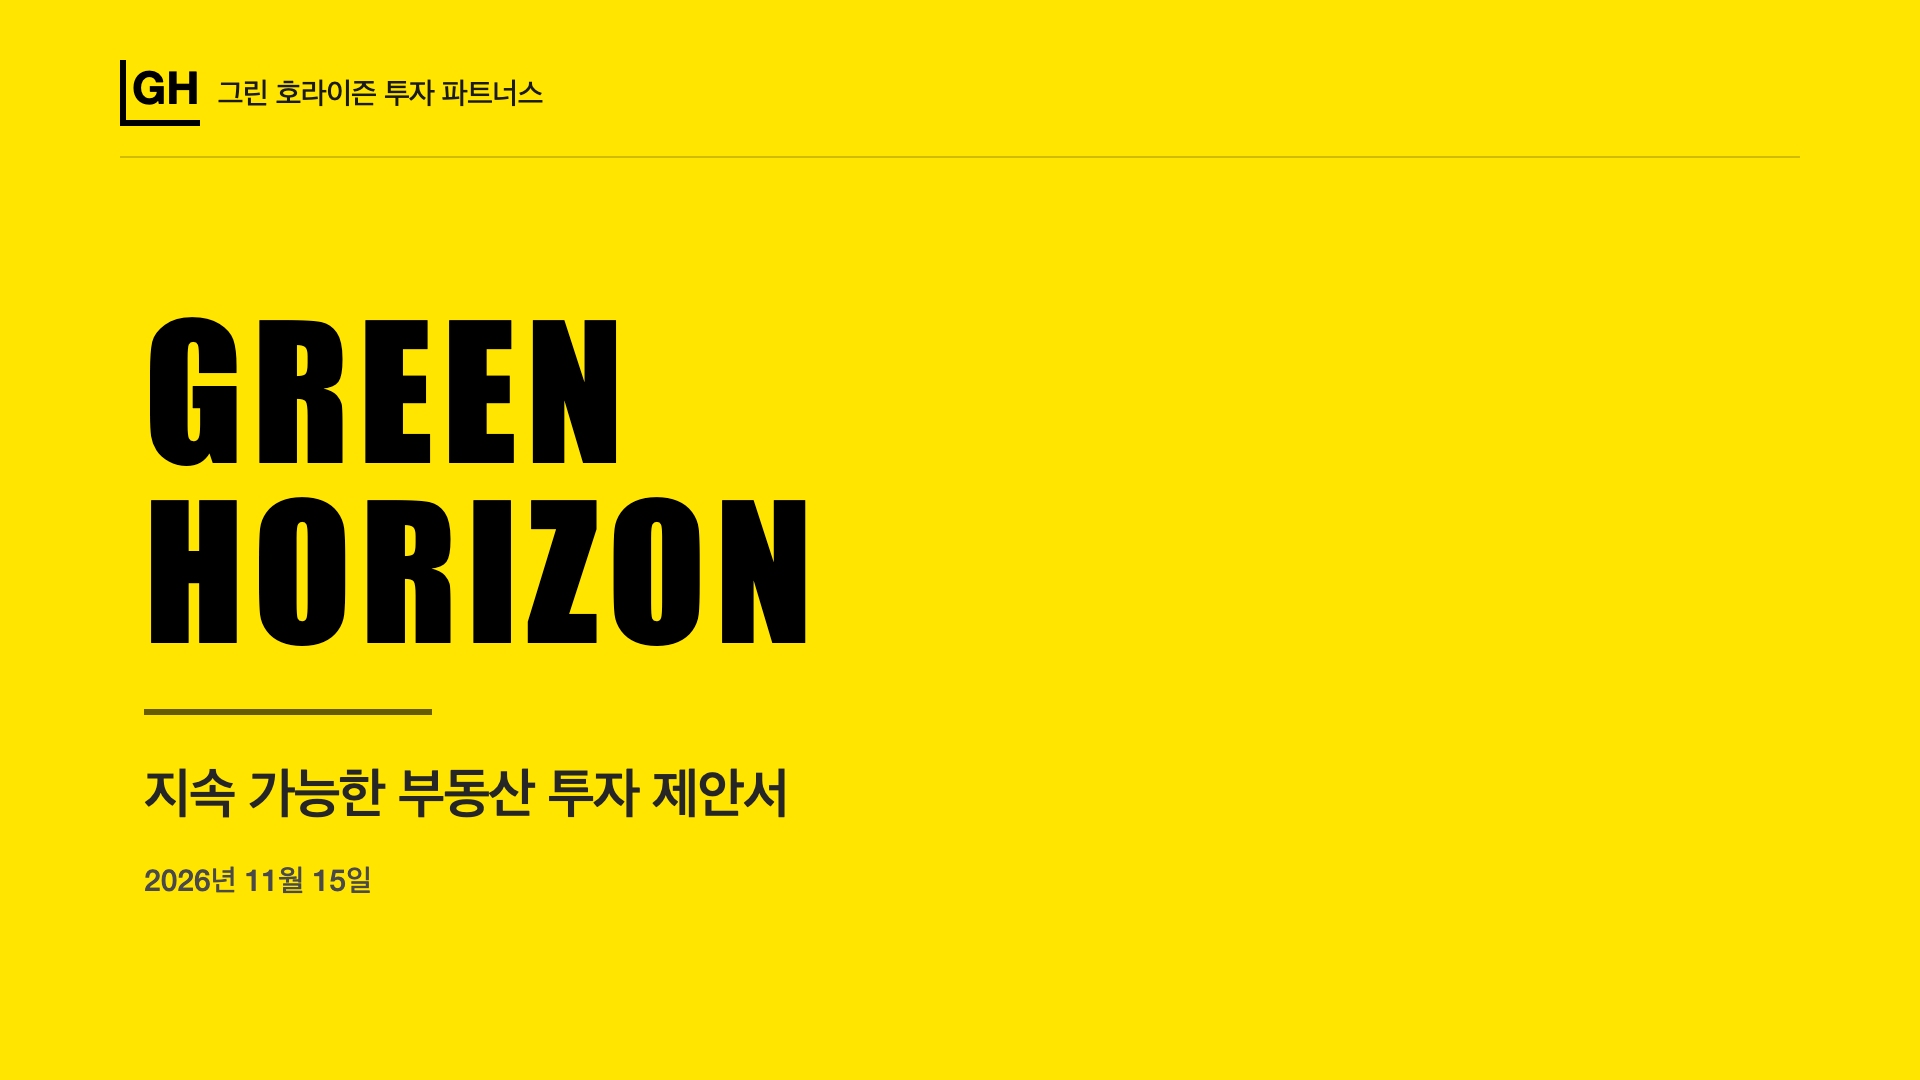 GH 그린 호라이즌 투자 파트너스
GREEN
HORIZON
지속 가능한 부동산 투자 제안서
2026년 11월 15일